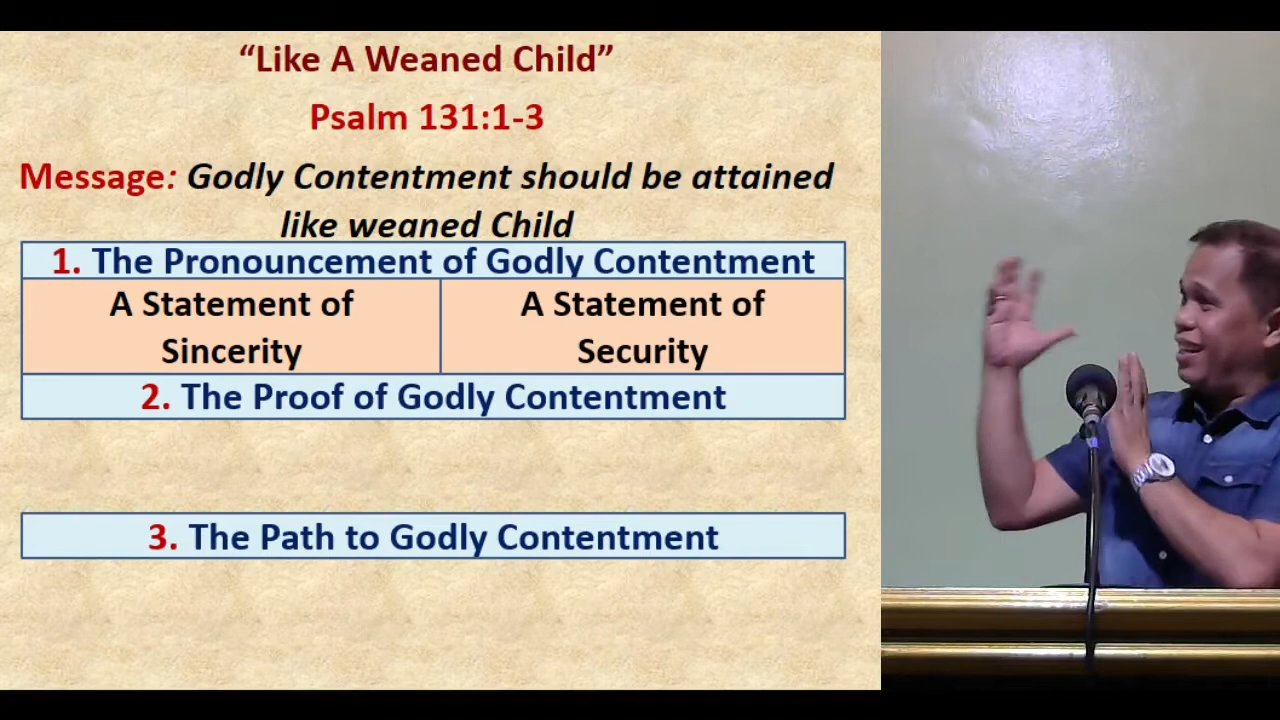 “Like A Weaned Child”
Psalm 131:1-3
Message: Godly Contentment should be attained
like weaned Child
1. The Pronouncement of Godly Contentment
A Statement of
Sincerity
A Statement of
Security
2. The Proof of Godly Contentment
3. The Path to Godly Contentment